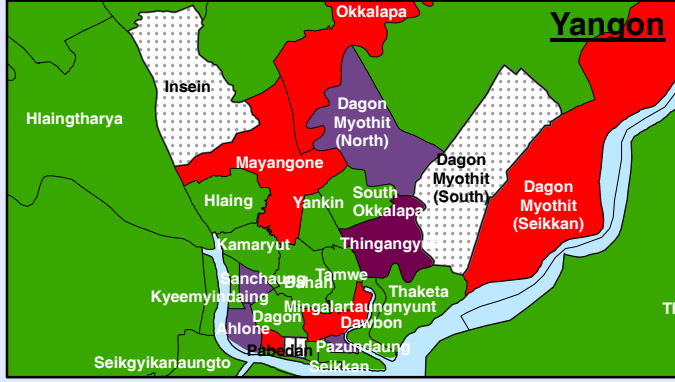 Okkalapa
Yangon
Insein
Hlaingtharya
Dagon
Myothit
(North)
Mayangone
Dagon
Myothit
(South)
Dagon
Myothit
(Seikkan)
Hlaing
Yankin
South
Okkalapa
Kamaryut
Sanchaung
Bahan
Tamwe
Kyeemyindaing
Thaketa
Mingalartaungnyunt
Dagon
Dawbon
Ahlone
Pabedan
Pazundaung
Seikgyikanaungto
Seikkan